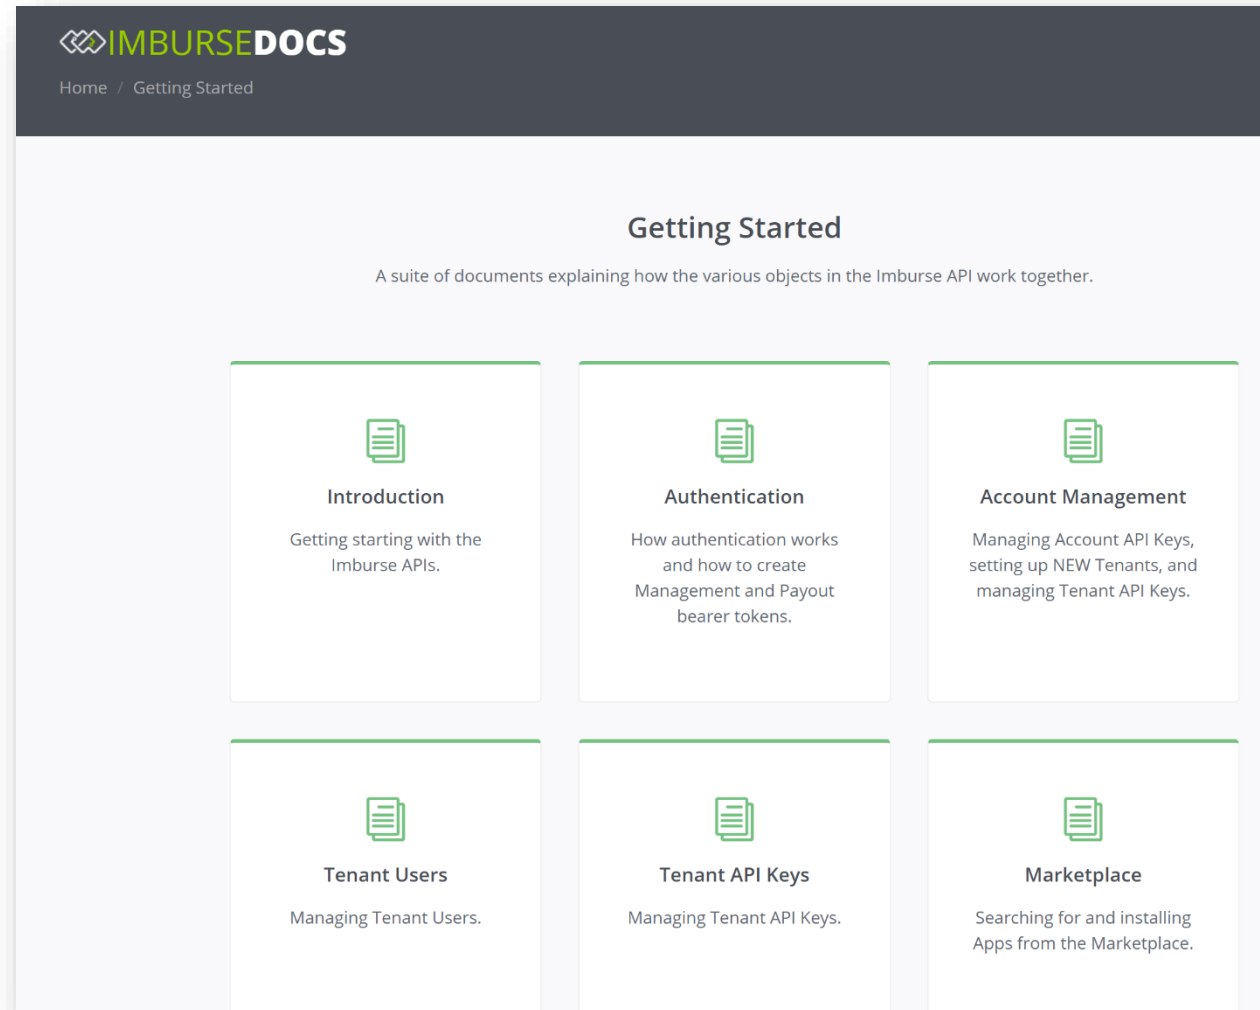 IMBURSEDOCS
Home / Getting Started
Getting Started
A suite of documents explaining how the various objects in the Imburse API work together.
Introduction
Getting starting with the
Imburse APIs.
Authentication
How authentication works
and how to create
Management and Payout
bearer tokens.
Account Management
Managing Account API Keys,
setting up NEW Tenants, and
managing Tenant API Keys.
Tenant Users
Managing Tenant Users.
Tenant API Keys
Managing Tenant API Keys.
Marketplace
Searching for and installing
Apps from the Marketplace.